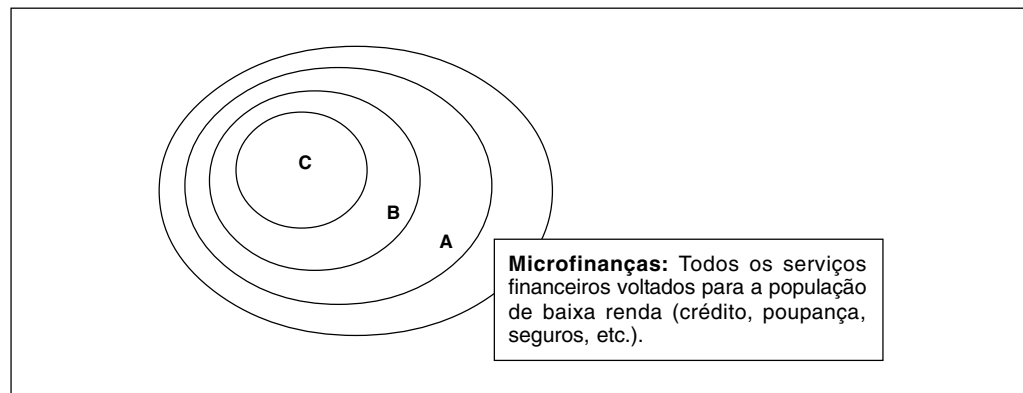 C
B
A
Microfinanças: Todos os serviços
financeiros voltados para a população
de baixa renda (crédito, poupança,
seguros, etc.).